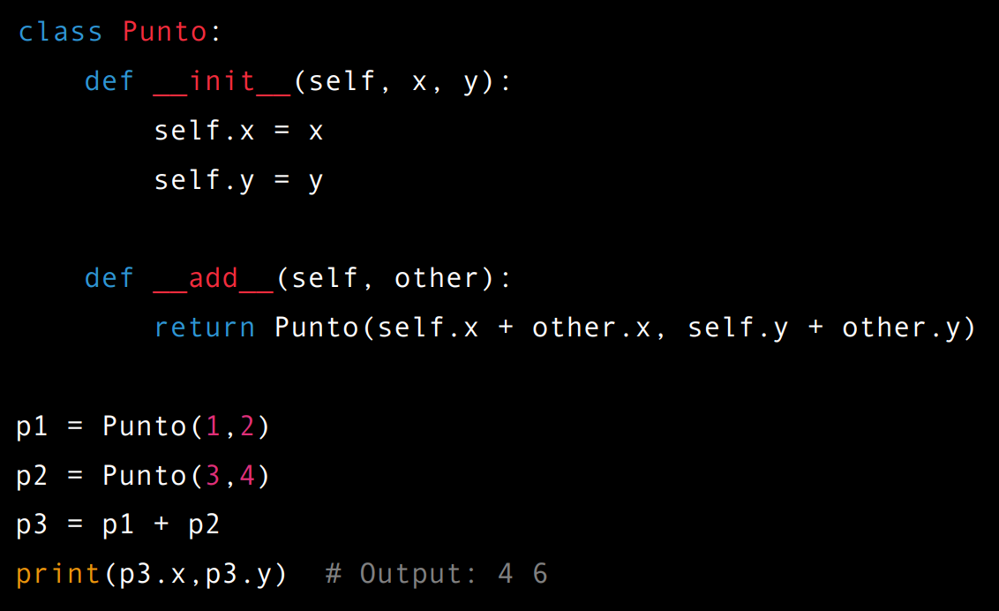 class Punto:
    def __init__(self, x, y):
        self.x = x
        self.y = y
    def __add__(self, other):
        return Punto(self.x + other.x, self.y + other.y)
p1 = Punto(1,2)
p2 = Punto(3,4)
p3 = p1 + p2
print(p3.x,p3.y)  # Output: 4 6